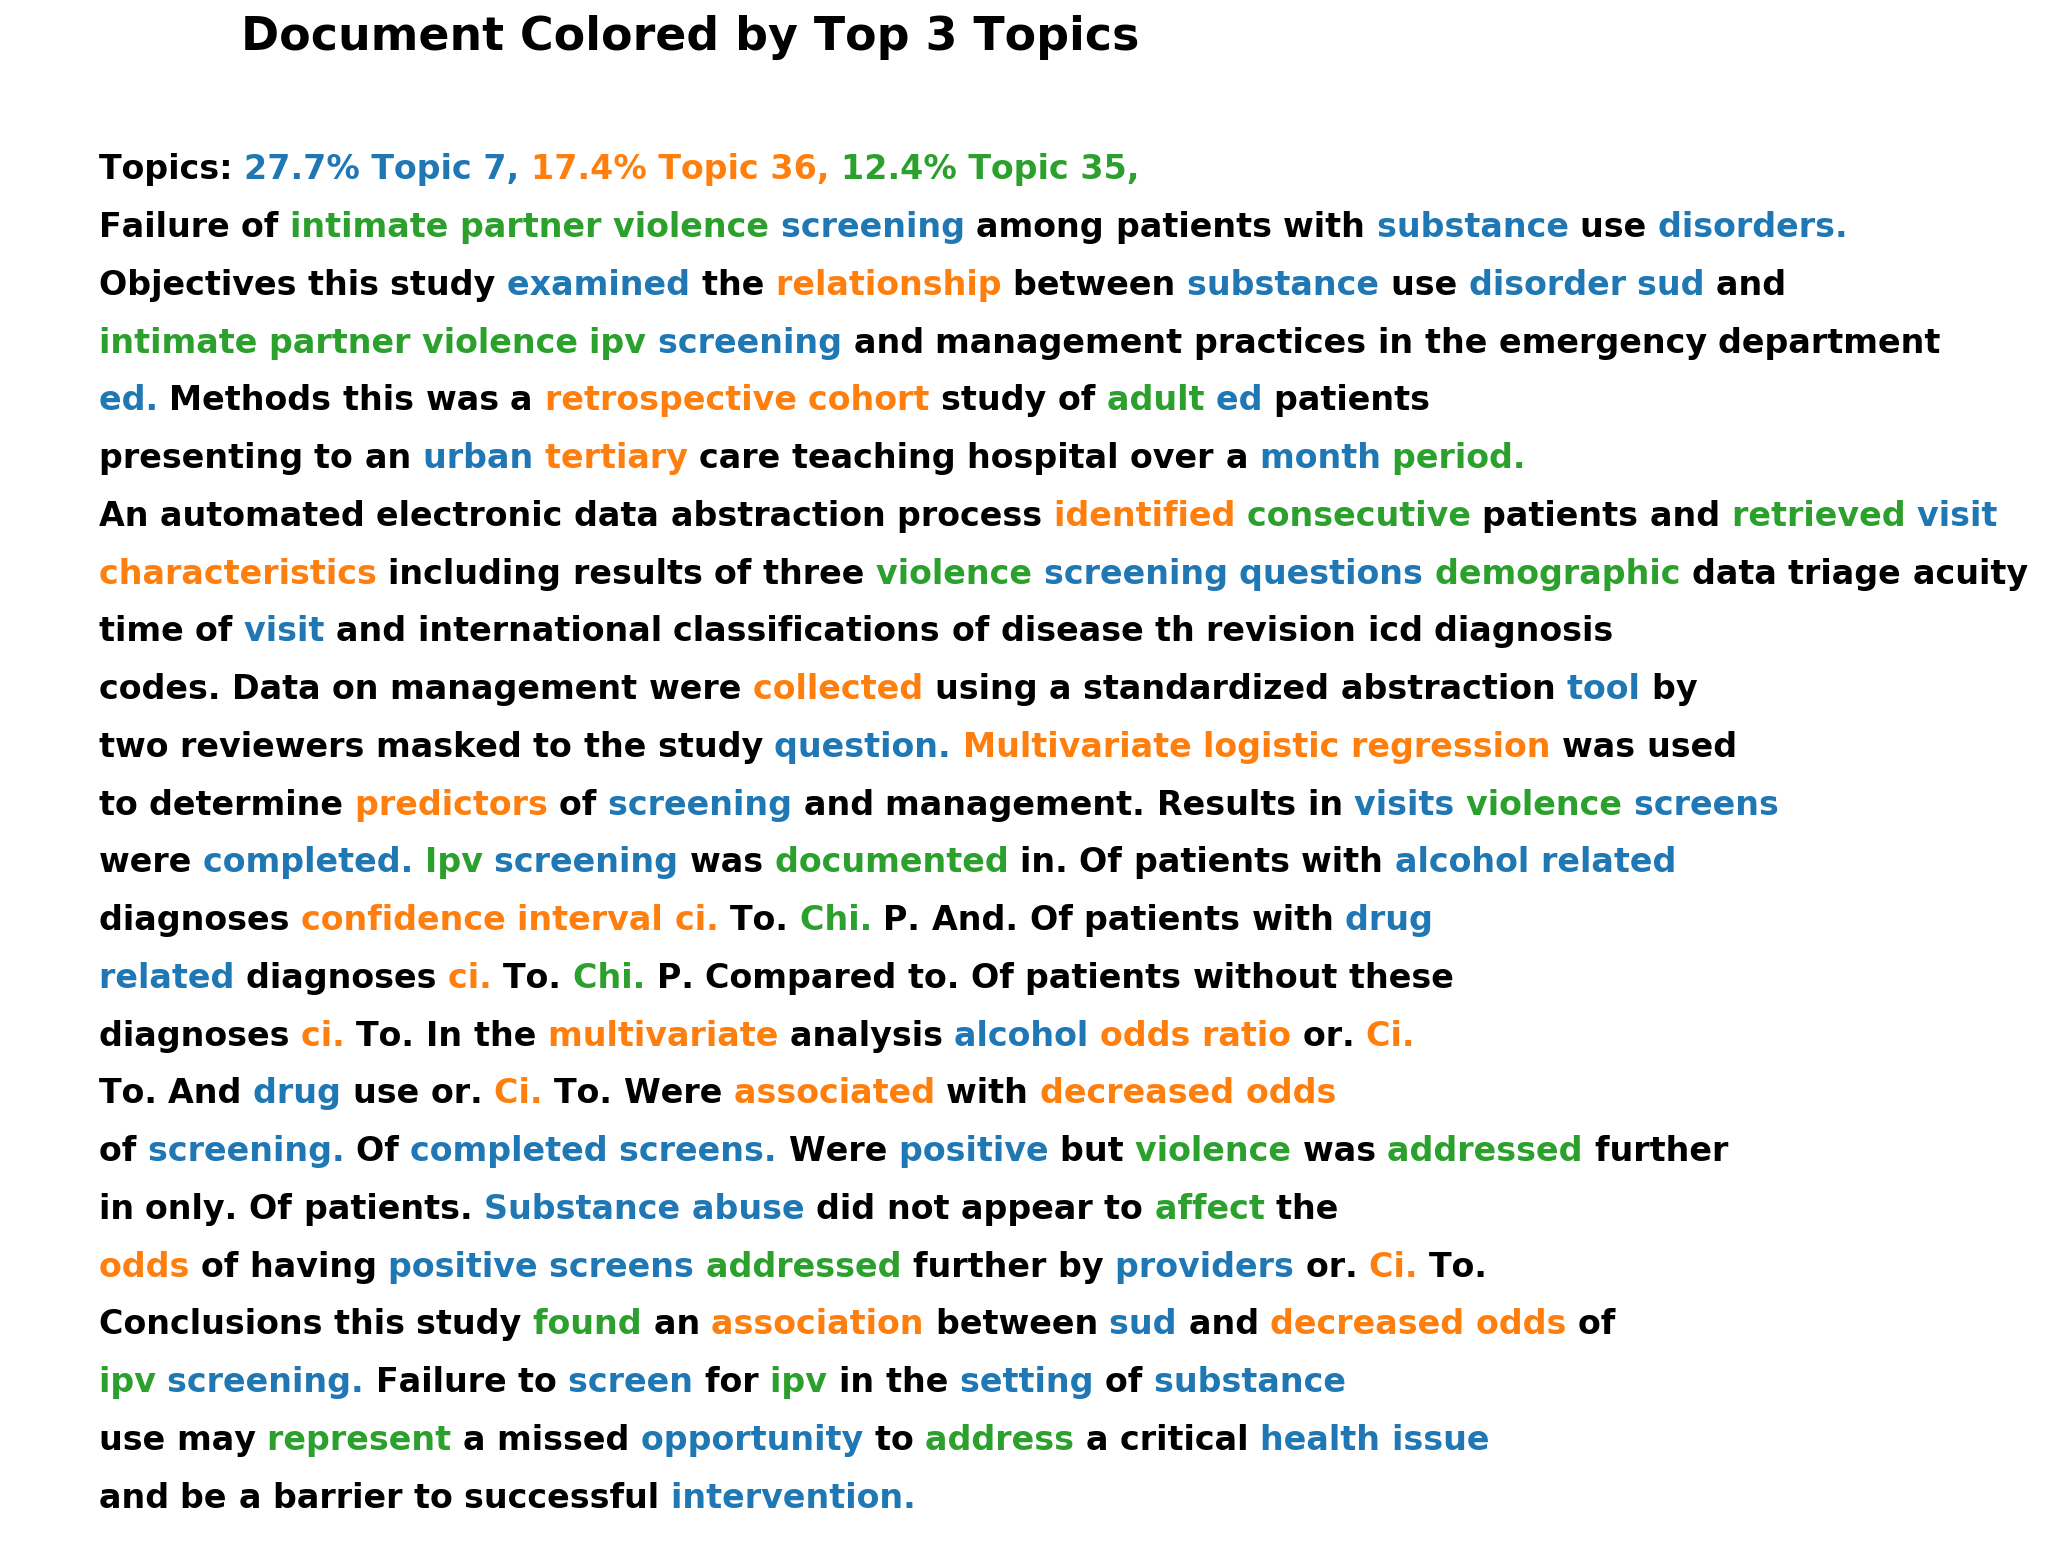 Document Colored by Top 3 Topics
Topics: 27.7% Topic 7, 17.4% Topic 36, 12.4% Topic 35,
Failure of intimate partner violence screening among patients with substance use disorders.
Objectives this study examined the relationship between substance use disorder sud and
intimate partner violence ipv screening and management practices in the emergency department
ed. Methods this was a retrospective cohort study of adult ed patients
presenting to an urban tertiary care teaching hospital over a month period.
An automated electronic data abstraction process identified consecutive patients and retrieved visit
characteristics including results of three violence screening questions demographic data triage acuity
time of visit and international classifications of disease th revision icd diagnosis
codes. Data on management were collected using a standardized abstraction tool by
two reviewers masked to the study question. Multivariate logistic regression was used
to determine predictors of screening and management. Results in visits violence screens
were completed. Ipv screening was documented in. Of patients with alcohol related
diagnoses confidence interval ci. To. Chi. P. And. Of patients with drug
related diagnoses ci. To. Chi. P. Compared to. Of patients without these
diagnoses ci. To. In the multivariate analysis alcohol odds ratio or. Ci.
To. And drug use or. Ci. To. Were associated with decreased odds
of screening. Of completed screens. Were positive but violence was addressed further
in only. Of patients. Substance abuse did not appear to affect the
odds of having positive screens addressed further by providers or. Ci. To.
Conclusions this study found an association between sud and decreased odds of
ipv screening. Failure to screen for ipv in the setting of substance
use may represent a missed opportunity to address a critical health issue
and be a barrier to successful intervention.